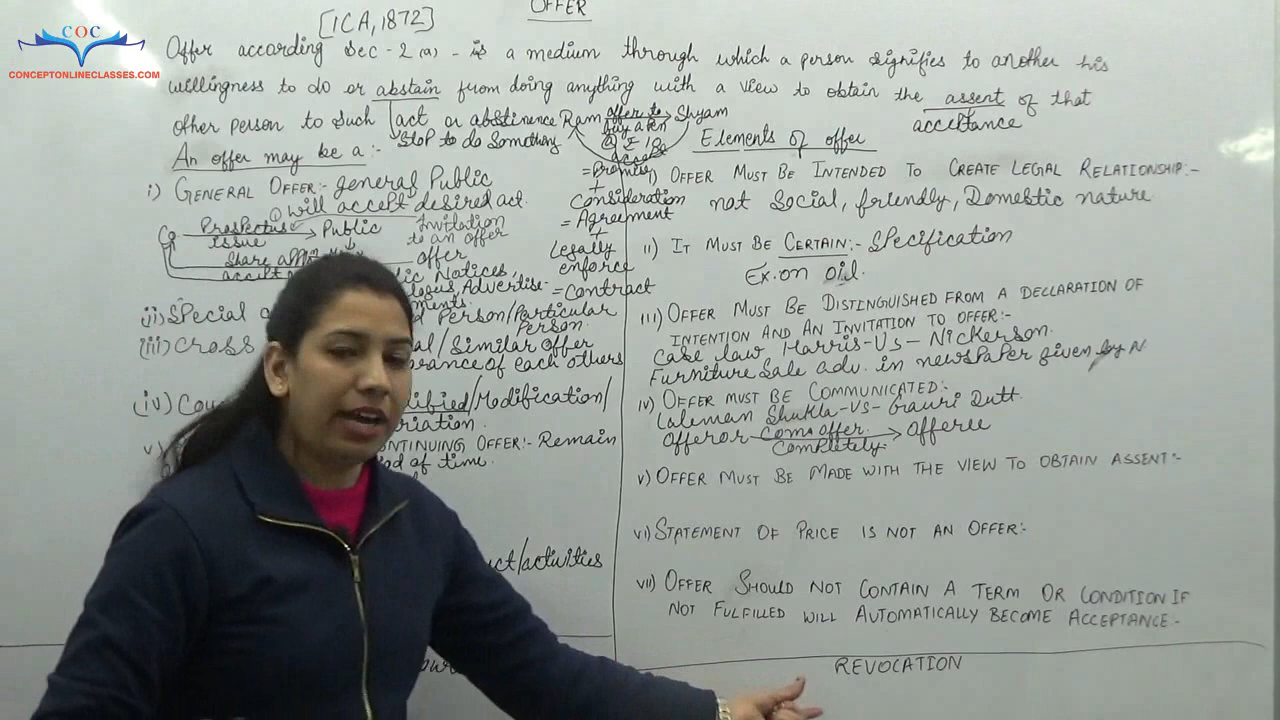 COC
CONCEPTONLINECLASSES.COM
OFFER
[ICA, 1872]
Offer according Sec - 2 (a) - is a medium through which a person signifies to another his
willingness to do or abstain from doing anything with a view to obtain the assent of that
other person to such act or abstinence
acceptance
Stop to do Something
Ram offer to Shyam
buy a pen
An offer may be a :-
i) GENERAL OFFER:- general Public
will accept desired act.
Co Prospectus Public
issue
Share
accept
Invitation
to an offer
offer
Notices,
Advertise-
ments.
ii) Special Person/Particular
Person.
(iii) CROSS /Similar offer
of each others
(iv) /Modification/
v) CONTINUING OFFER:- Remain
of time.
/activities
= Promise
+
Consideration
= Agreement
+
Legally
enforce
= Contract
Elements of offer
i) OFFER MUST BE INTENDED TO CREATE LEGAL RELATIONSHIP:-
not Social, friendly, Domestic nature
II) IT MUST BE CERTAIN:- Specification
Ex. on oil.
III) OFFER MUST BE DISTINGUISHED FROM A DECLARATION OF
INTENTION AND AN INVITATION TO OFFER:-
Case law Harris-Vs-Nickerson.
Furniture Sale adv. in newspaper given by N
IV) OFFER MUST BE COMMUNICATED:-
Laleman Shukla-Vs-Gauri Dutt
Offeror Com. offer. Offeree
Completely
V) OFFER MUST BE MADE WITH THE VIEW TO OBTAIN ASSENT:-
VI) STATEMENT OF PRICE IS NOT AN OFFER:-
VII) OFFER SHOULD NOT CONTAIN A TERM OR CONDITION IF
NOT FULFILLED WILL AUTOMATICALLY BECOME ACCEPTANCE-
REVOCATION